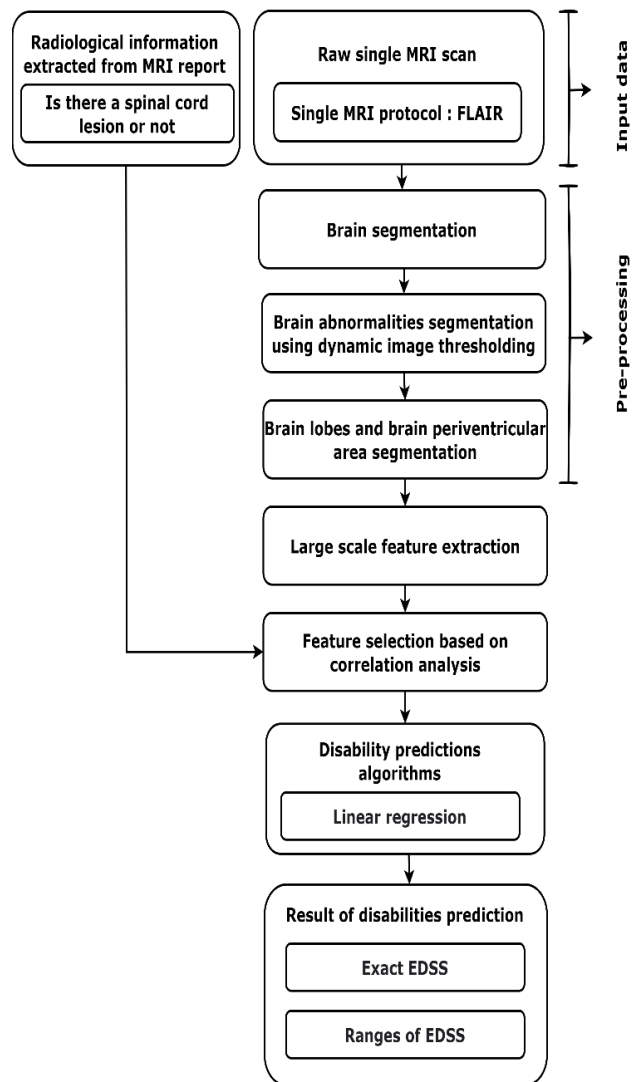 Radiological information
extracted from MRI report
Is there a spinal cord
lesion or not
Raw single MRI scan
Single MRI protocol : FLAIR
Input data
Brain segmentation
Brain abnormalities segmentation
using dynamic image thresholding
Brain lobes and brain periventricular
area segmentation
Pre-processing
Large scale feature extraction
Feature selection based on
correlation analysis
Disability predictions
algorithms
Linear regression
Result of disabilities prediction
Exact EDSS
Ranges of EDSS